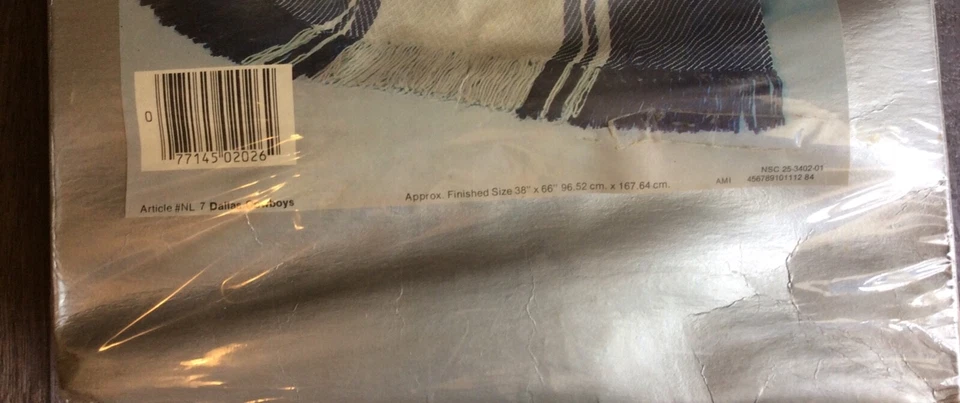 0
77145 02026
NSC 25-3402-01
AMI 456789101112 84
Approx. Finished Size 38" x 66" 96.52 cm. x 167.64 cm.
Article #NL 7 Dallas Cowboys